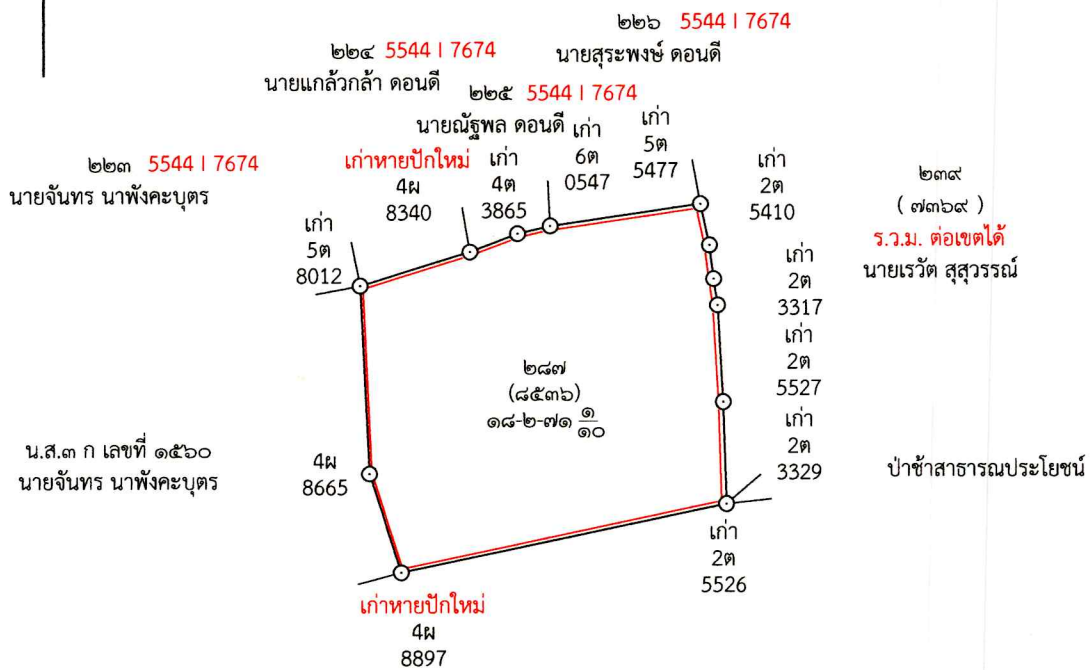 ๒๒๖ 5544 I 7674
นายสุระพงษ์ ดอนดี
๒๒๔ 5544 I 7674
นายแกล้วกล้า ดอนดี
๒๒๕ 5544 I 7674
นายณัฐพล ดอนดี
๒๒๓ 5544 I 7674
นายจันทร นาพังคะบุตร
เก่าหายปักใหม่
4ผ
8340
เก่า
4ต
3865
เก่า
6ต
0547
เก่า
5ต
5477
เก่า
2ต
5410
๒๓๙
( ๗๓๖๙ )
ร.ว.ม. ต่อเขตได้
นายเรวัต สุสุวรรณ์
เก่า
5ต
8012
เก่า
2ต
3317
เก่า
2ต
5527
๒๘๗
(๘๕๓๖)
๑๘-๒-๗๑ ๑/๑๐
เก่า
2ต
3329
น.ส.๓ ก เลขที่ ๑๕๖๐
นายจันทร นาพังคะบุตร
4ผ
8665
ป่าช้าสาธารณประโยชน์
เก่า
2ต
5526
เก่าหายปักใหม่
4ผ
8897